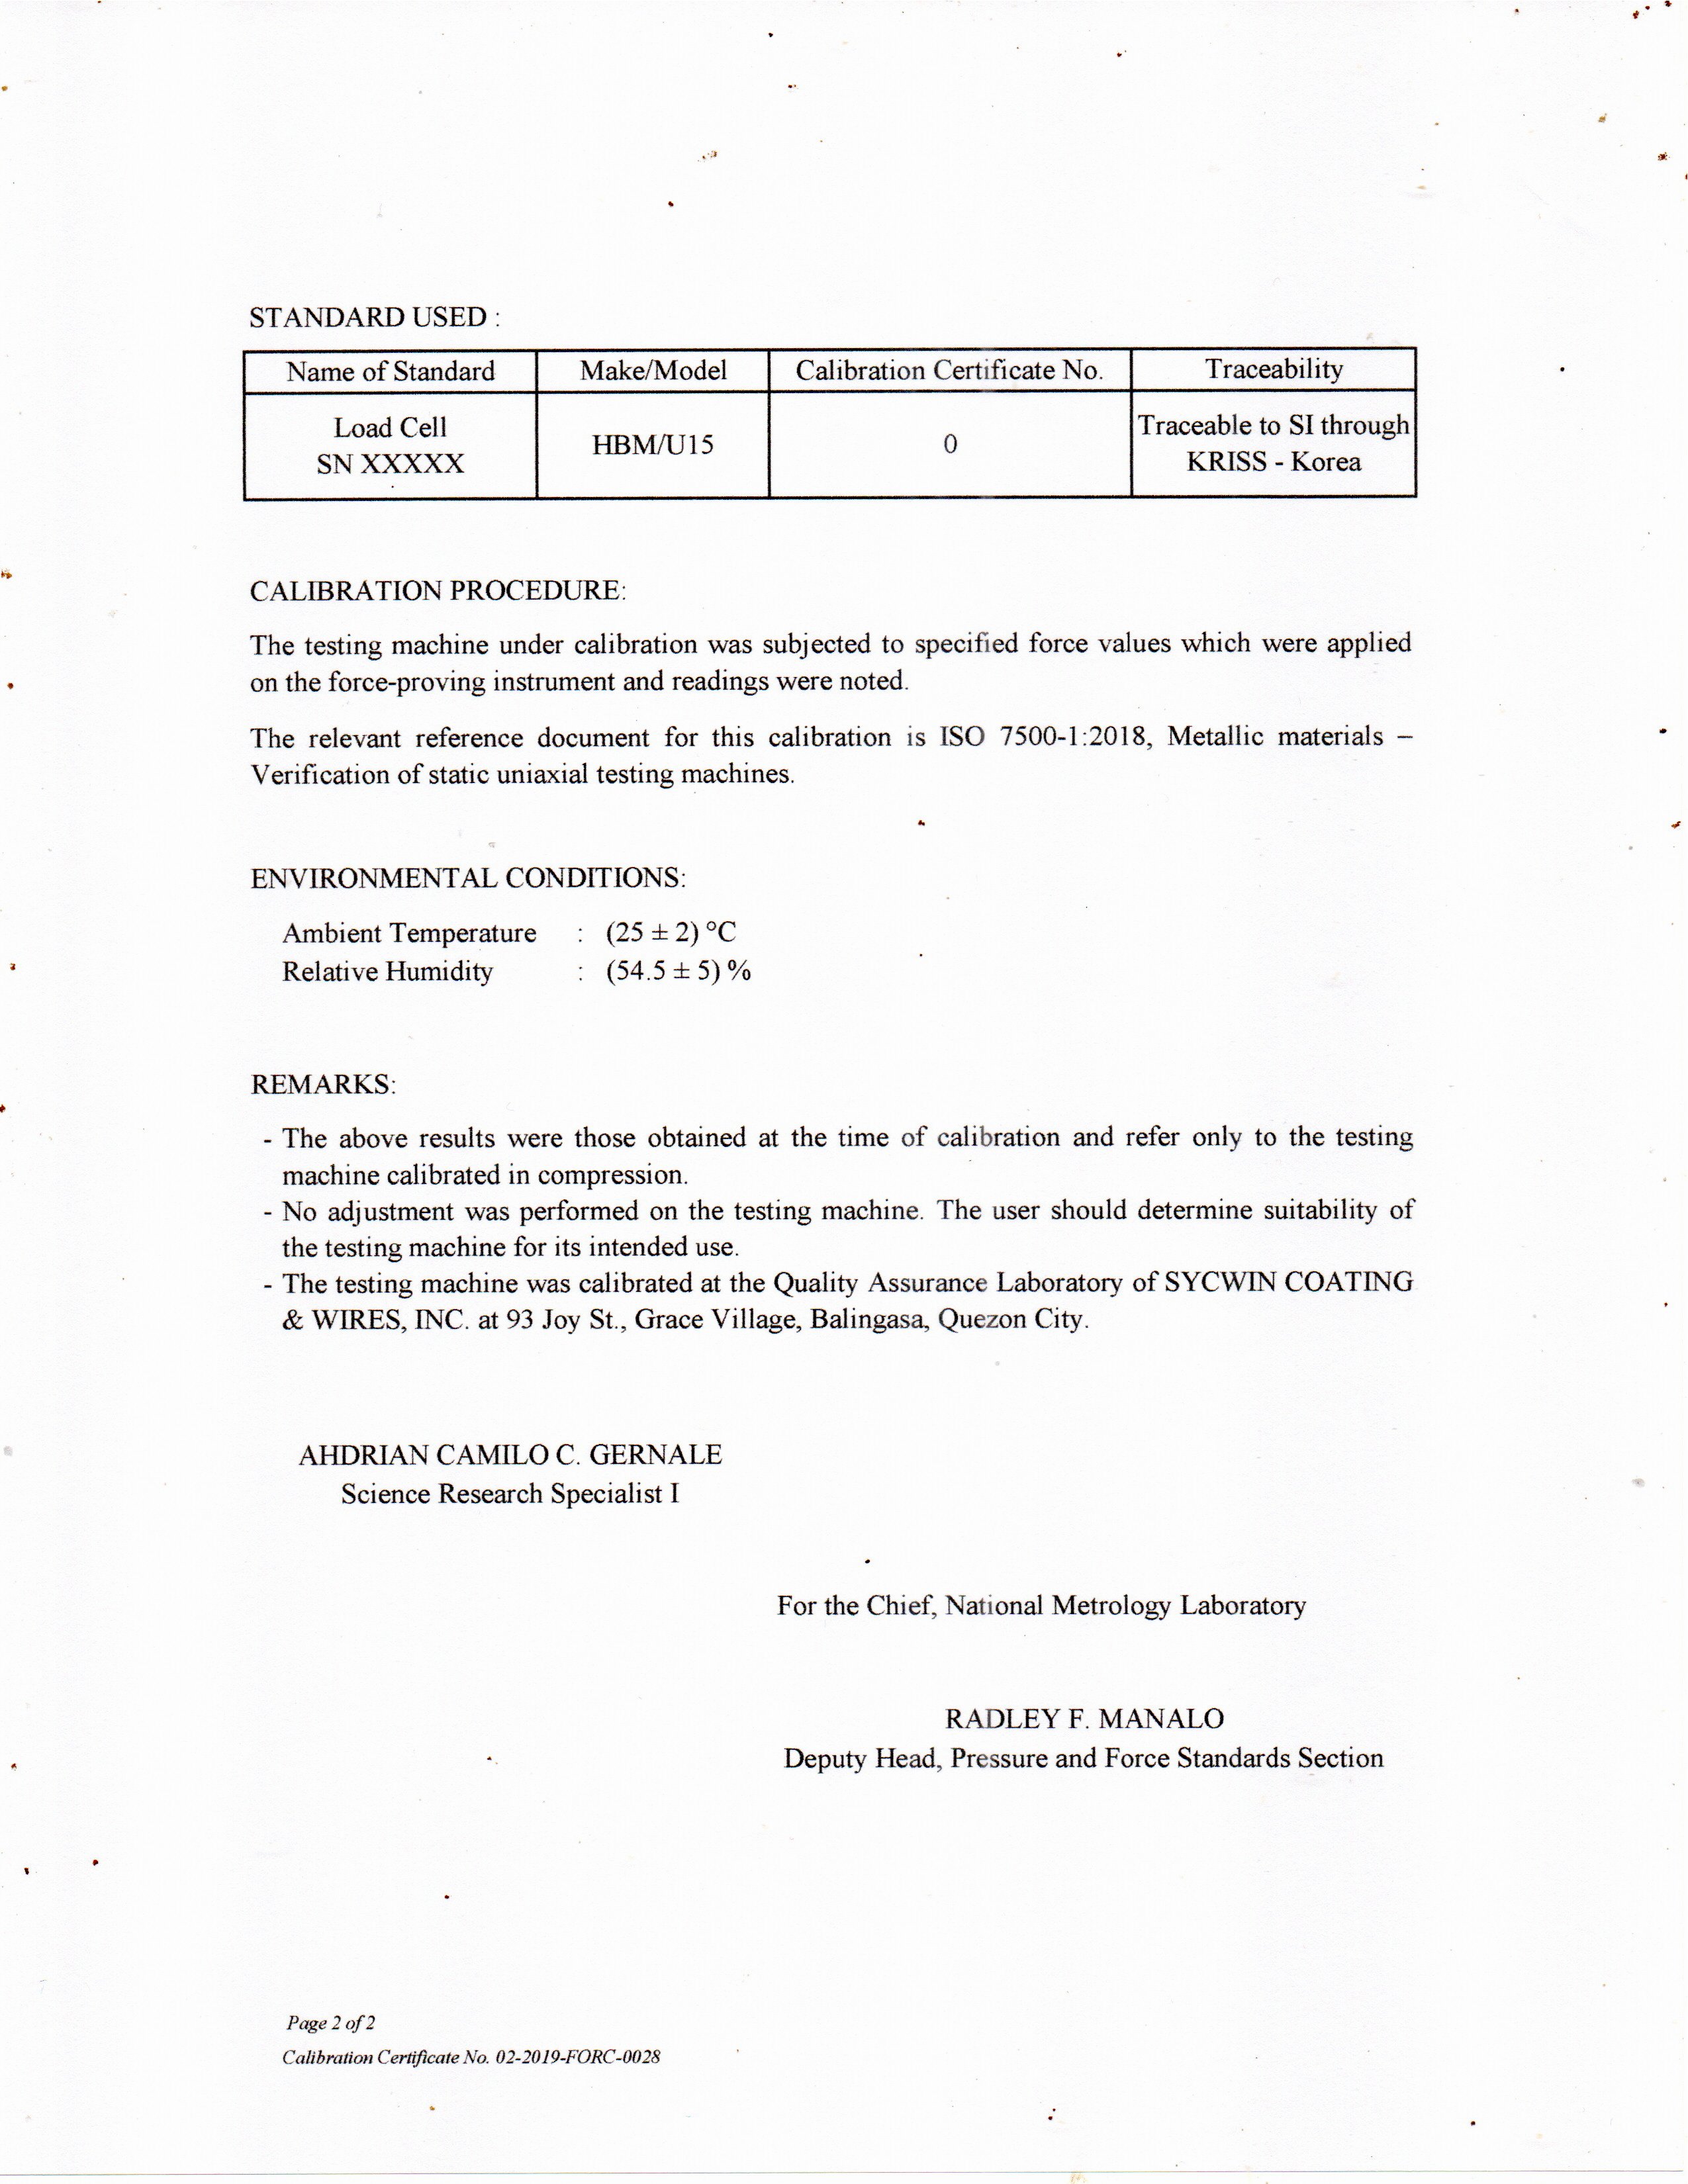 STANDARD USED :
Name of Standard Make/Model Calibration Certificate No. Traceability
Load Cell
SN XXXXX
HBM/U15
0
Traceable to SI through
KRISS - Korea
CALIBRATION PROCEDURE:
The testing machine under calibration was subjected to specified force values which were applied
on the force-proving instrument and readings were noted.
The relevant reference document for this calibration is ISO 7500-1:2018, Metallic materials –
Verification of static uniaxial testing machines.
ENVIRONMENTAL CONDITIONS:
Ambient Temperature : (25 ± 2) °C
Relative Humidity : (54.5 ± 5) %
REMARKS:
- The above results were those obtained at the time of calibration and refer only to the testing
machine calibrated in compression.
- No adjustment was performed on the testing machine. The user should determine suitability of
the testing machine for its intended use.
- The testing machine was calibrated at the Quality Assurance Laboratory of SYCWIN COATING
& WIRES, INC. at 93 Joy St., Grace Village, Balingasa, Quezon City.
AHDRIAN CAMILO C. GERNALE
Science Research Specialist I
For the Chief, National Metrology Laboratory
RADLEY F. MANALO
Deputy Head, Pressure and Force Standards Section
Page 2 of 2
Calibration Certificate No. 02-2019-FORC-0028